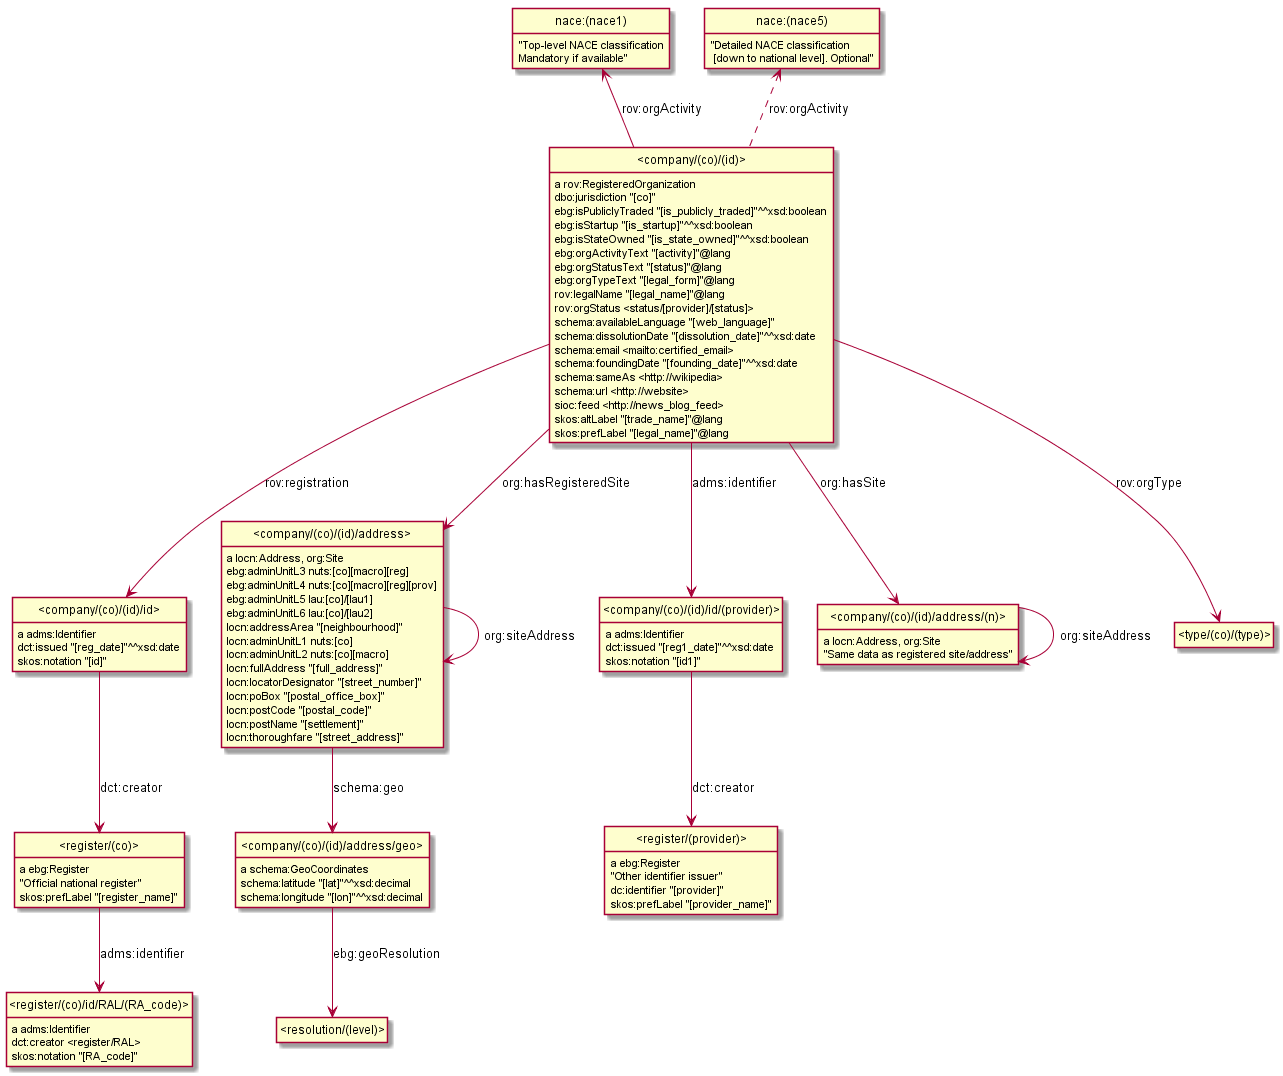 nace:(nace1)
"Top-level NACE classification
Mandatory if available"
nace:(nace5)
"Detailed NACE classification
[down to national level]. Optional"
rov:orgActivity
rov:orgActivity
<company/(co)/(id)>
a rov:RegisteredOrganization
dbo:jurisdiction "[co]"
ebg:isPubliclyTraded "[is_publicly_traded]"^^xsd:boolean
ebg:isStartup "[is_startup]"^^xsd:boolean
ebg:isStateOwned "[is_state_owned]"^^xsd:boolean
ebg:orgActivityText "[activity]"@lang
ebg:orgStatusText "[status]"@lang
ebg:orgTypeText "[legal_form]"@lang
rov:legalName "[legal_name]"@lang
rov:orgStatus <status/[provider]/[status]>
schema:availableLanguage "[web_language]"
schema:dissolutionDate "[dissolution_date]"^^xsd:date
schema:email <mailto:certified_email>
schema:foundingDate "[founding_date]"^^xsd:date
schema:sameAs <http://wikipedia>
schema:url <http://website>
sioc:feed <http://news_blog_feed>
skos:altLabel "[trade_name]"@lang
skos:prefLabel "[legal_name]"@lang
rov:registration
org:hasRegisteredSite
adms:identifier
org:hasSite
rov:orgType
<company/(co)/(id)/id>
a adms:Identifier
dct:issued "[reg_date]"^^xsd:date
skos:notation "[id]"
<company/(co)/(id)/address>
a locn:Address, org:Site
ebg:adminUnitL3 nuts:[co][macro][reg]
ebg:adminUnitL4 nuts:[co][macro][reg][prov]
ebg:adminUnitL5 lau:[co]/[lau1]
ebg:adminUnitL6 lau:[co]/[lau2]
locn:addressArea "[neighbourhood]"
locn:adminUnitL1 nuts:[co]
locn:adminUnitL2 nuts:[co][macro]
locn:fullAddress "[full_address]"
locn:locatorDesignator "[street_number]"
locn:poBox "[postal_office_box]"
locn:postCode "[postal_code]"
locn:postName "[settlement]"
locn:thoroughfare "[street_address]"
org:siteAddress
<company/(co)/(id)/id/(provider)>
a adms:Identifier
dct:issued "[reg1_date]"^^xsd:date
skos:notation "[id1]"
<company/(co)/(id)/address/(n)>
a locn:Address, org:Site
"Same data as registered site/address"
org:siteAddress
<type/(co)/(type)>
dct:creator
schema:geo
dct:creator
<register/(co)>
a ebg:Register
"Official national register"
skos:prefLabel "[register_name]"
<company/(co)/(id)/address/geo>
a schema:GeoCoordinates
schema:latitude "[lat]"^^xsd:decimal
schema:longitude "[lon]"^^xsd:decimal
<register/(provider)>
a ebg:Register
"Other identifier issuer"
dc:identifier "[provider]"
skos:prefLabel "[provider_name]"
adms:identifier
ebg:geoResolution
<register/(co)/id/RAL/(RA_code)>
a adms:Identifier
dct:creator <register/RAL>
skos:notation "[RA_code]"
<resolution/(level)>